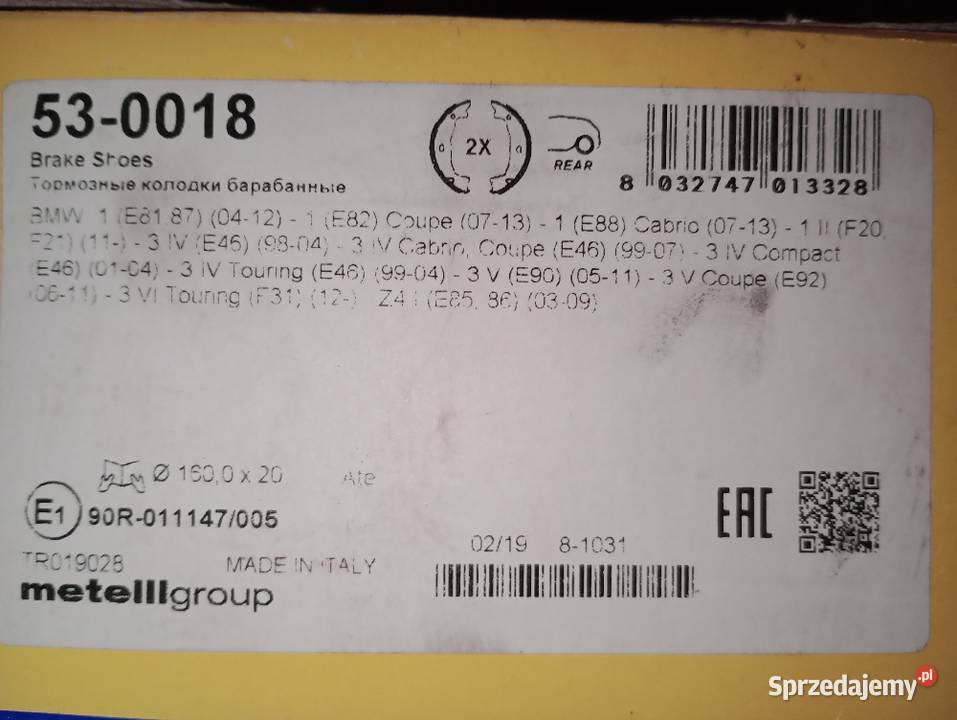 53-0018
Brake Shoes
Тормозные колодки барабанные
2X
REAR
8 032747 013328
BMW 1 (E81,87) (04-12) - 1 (E82) Coupe (07-13) - 1 (E88) Cabrio (07-13) - 1 II (F20,
F21) (11-) - 3 IV (E46) (98-04) - 3 IV Cabrio, Coupe (E46) (99-07) - 3 IV Compact
(E46) (01-04) - 3 IV Touring (E46) (99-04) - 3 V (E90) (05-11) - 3 V Coupe (E92)
(06-11) - 3 VI Touring (F31) (12-) Z4 I (E85, 86) (03-09)
Ø 160,0 x 20 Ate
E1 90R-011147/005
EAC
02/19 8-1031
TR019028 MADE IN ITALY
metelligroup
Sprzedajemy.pl